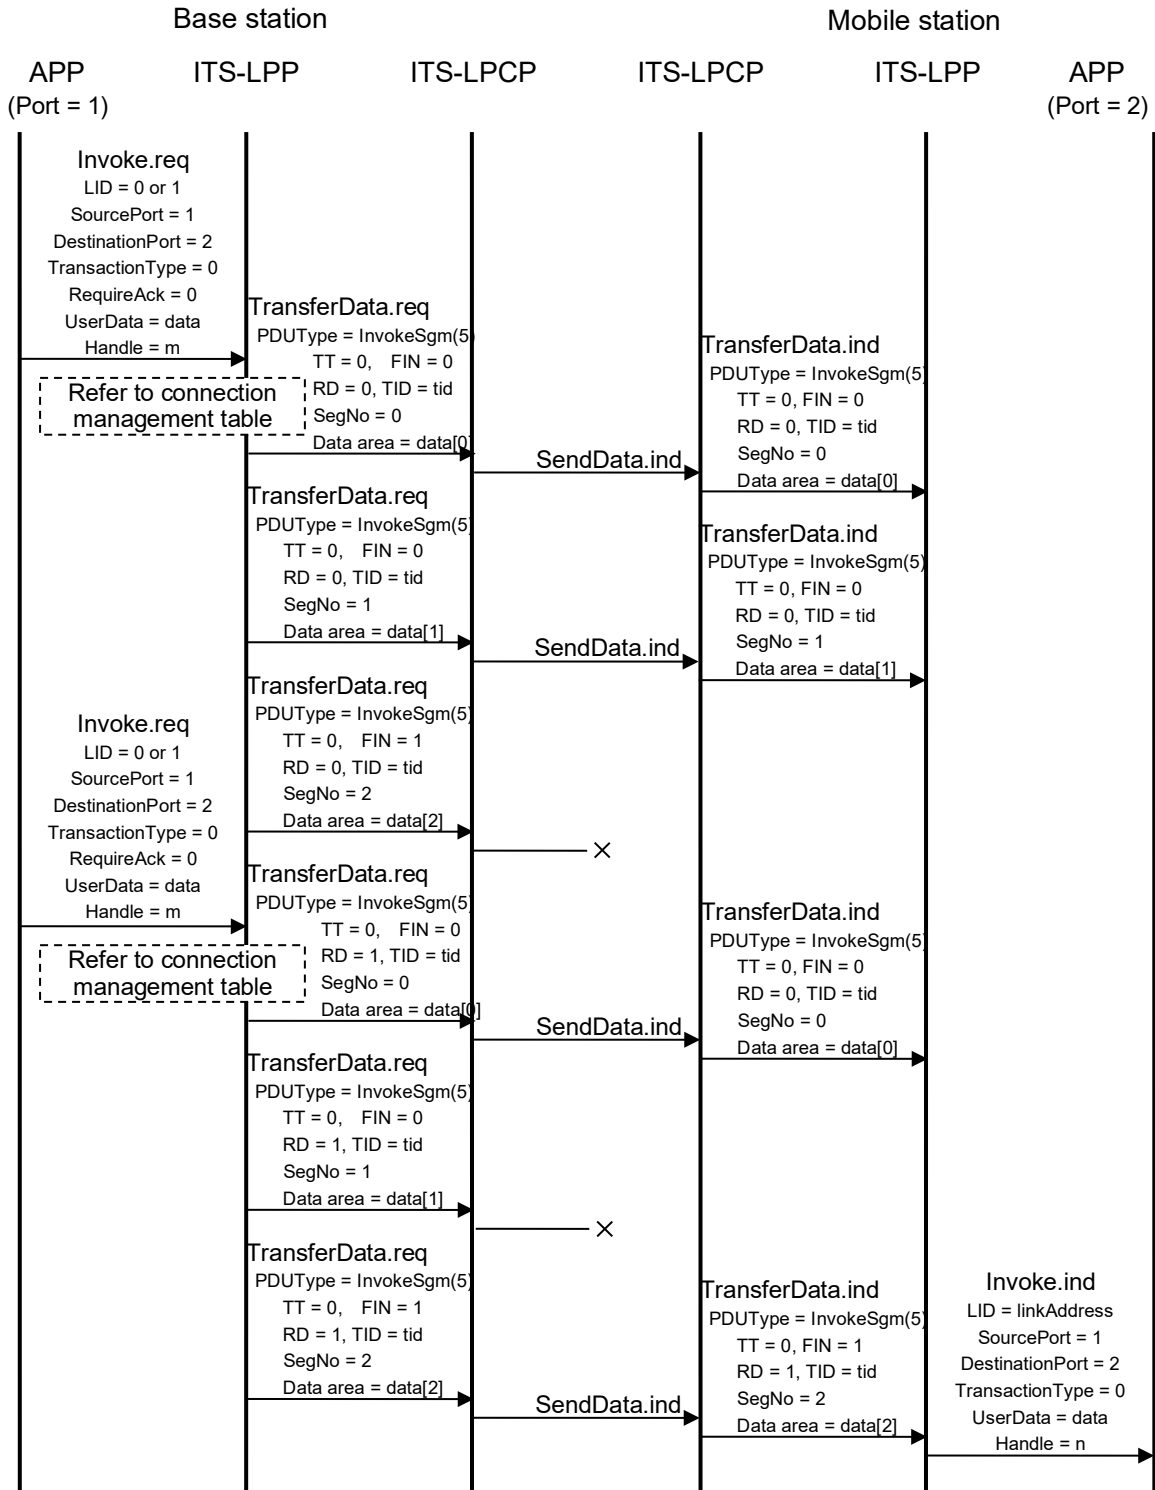 Base station
Mobile station
APP
ITS-LPP
ITS-LPCP
ITS-LPCP
ITS-LPP
APP
(Port = 1)
(Port = 2)
Invoke.req
LID = 0 or 1
SourcePort = 1
DestinationPort = 2
TransactionType = 0
RequireAck = 0
UserData = data
Handle = m
Refer to connection
management table
TransferData.req
PDUType = InvokeSgm(5)
TT = 0, FIN = 0
RD = 0, TID = tid
SegNo = 0
Data area = data[0]
SendData.ind
TransferData.ind
PDUType = InvokeSgm(5)
TT = 0, FIN = 0
RD = 0, TID = tid
SegNo = 0
Data area = data[0]
TransferData.req
PDUType = InvokeSgm(5)
TT = 0, FIN = 0
RD = 0, TID = tid
SegNo = 1
Data area = data[1]
SendData.ind
TransferData.ind
PDUType = InvokeSgm(5)
TT = 0, FIN = 0
RD = 0, TID = tid
SegNo = 1
Data area = data[1]
TransferData.req
PDUType = InvokeSgm(5)
TT = 0, FIN = 1
RD = 0, TID = tid
SegNo = 2
Data area = data[2]
Invoke.req
LID = 0 or 1
SourcePort = 1
DestinationPort = 2
TransactionType = 0
RequireAck = 0
UserData = data
Handle = m
Refer to connection
management table
TransferData.req
PDUType = InvokeSgm(5)
TT = 0, FIN = 0
RD = 1, TID = tid
SegNo = 0
Data area = data[0]
SendData.ind
TransferData.ind
PDUType = InvokeSgm(5)
TT = 0, FIN = 0
RD = 0, TID = tid
SegNo = 0
Data area = data[0]
TransferData.req
PDUType = InvokeSgm(5)
TT = 0, FIN = 0
RD = 1, TID = tid
SegNo = 1
Data area = data[1]
TransferData.req
PDUType = InvokeSgm(5)
TT = 0, FIN = 1
RD = 1, TID = tid
SegNo = 2
Data area = data[2]
SendData.ind
TransferData.ind
PDUType = InvokeSgm(5)
TT = 0, FIN = 1
RD = 1, TID = tid
SegNo = 2
Data area = data[2]
Invoke.ind
LID = linkAddress
SourcePort = 1
DestinationPort = 2
TransactionType = 0
UserData = data
Handle = n